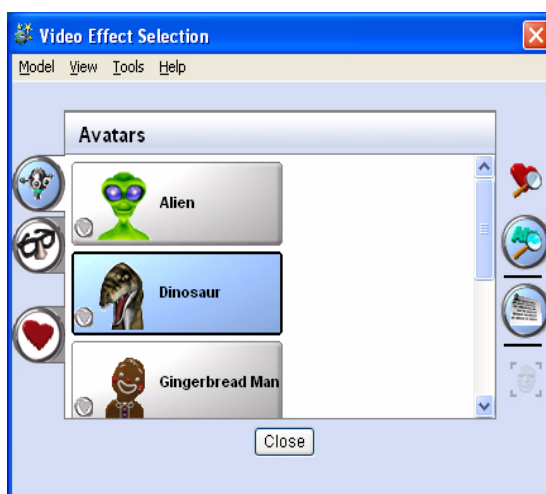 Video Effect Selection
Model View Tools Help
Avatars
Alien
Dinosaur
Gingerbread Man
Close